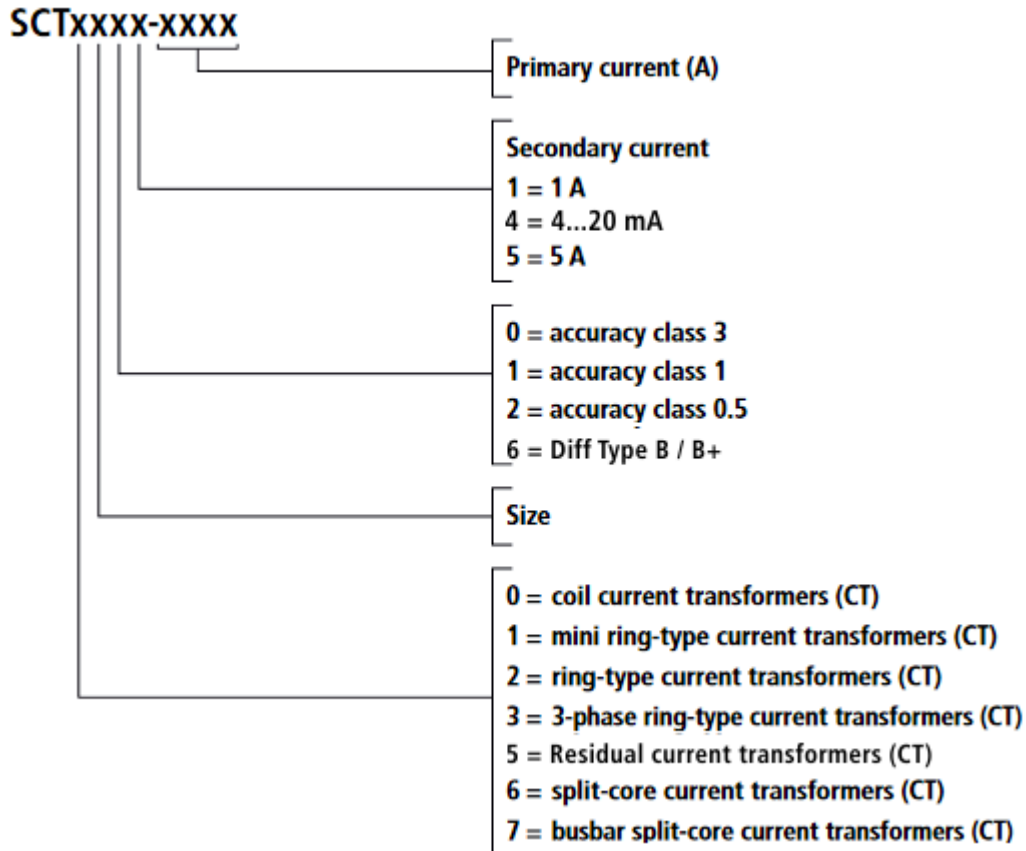 SCTxxxx-xxxx
Primary current (A)
Secondary current
1 = 1 A
4 = 4...20 mA
5 = 5 A
0 = accuracy class 3
1 = accuracy class 1
2 = accuracy class 0.5
6 = Diff Type B / B+
Size
0 = coil current transformers (CT)
1 = mini ring-type current transformers (CT)
2 = ring-type current transformers (CT)
3 = 3-phase ring-type current transformers (CT)
5 = Residual current transformers (CT)
6 = split-core current transformers (CT)
7 = busbar split-core current transformers (CT)